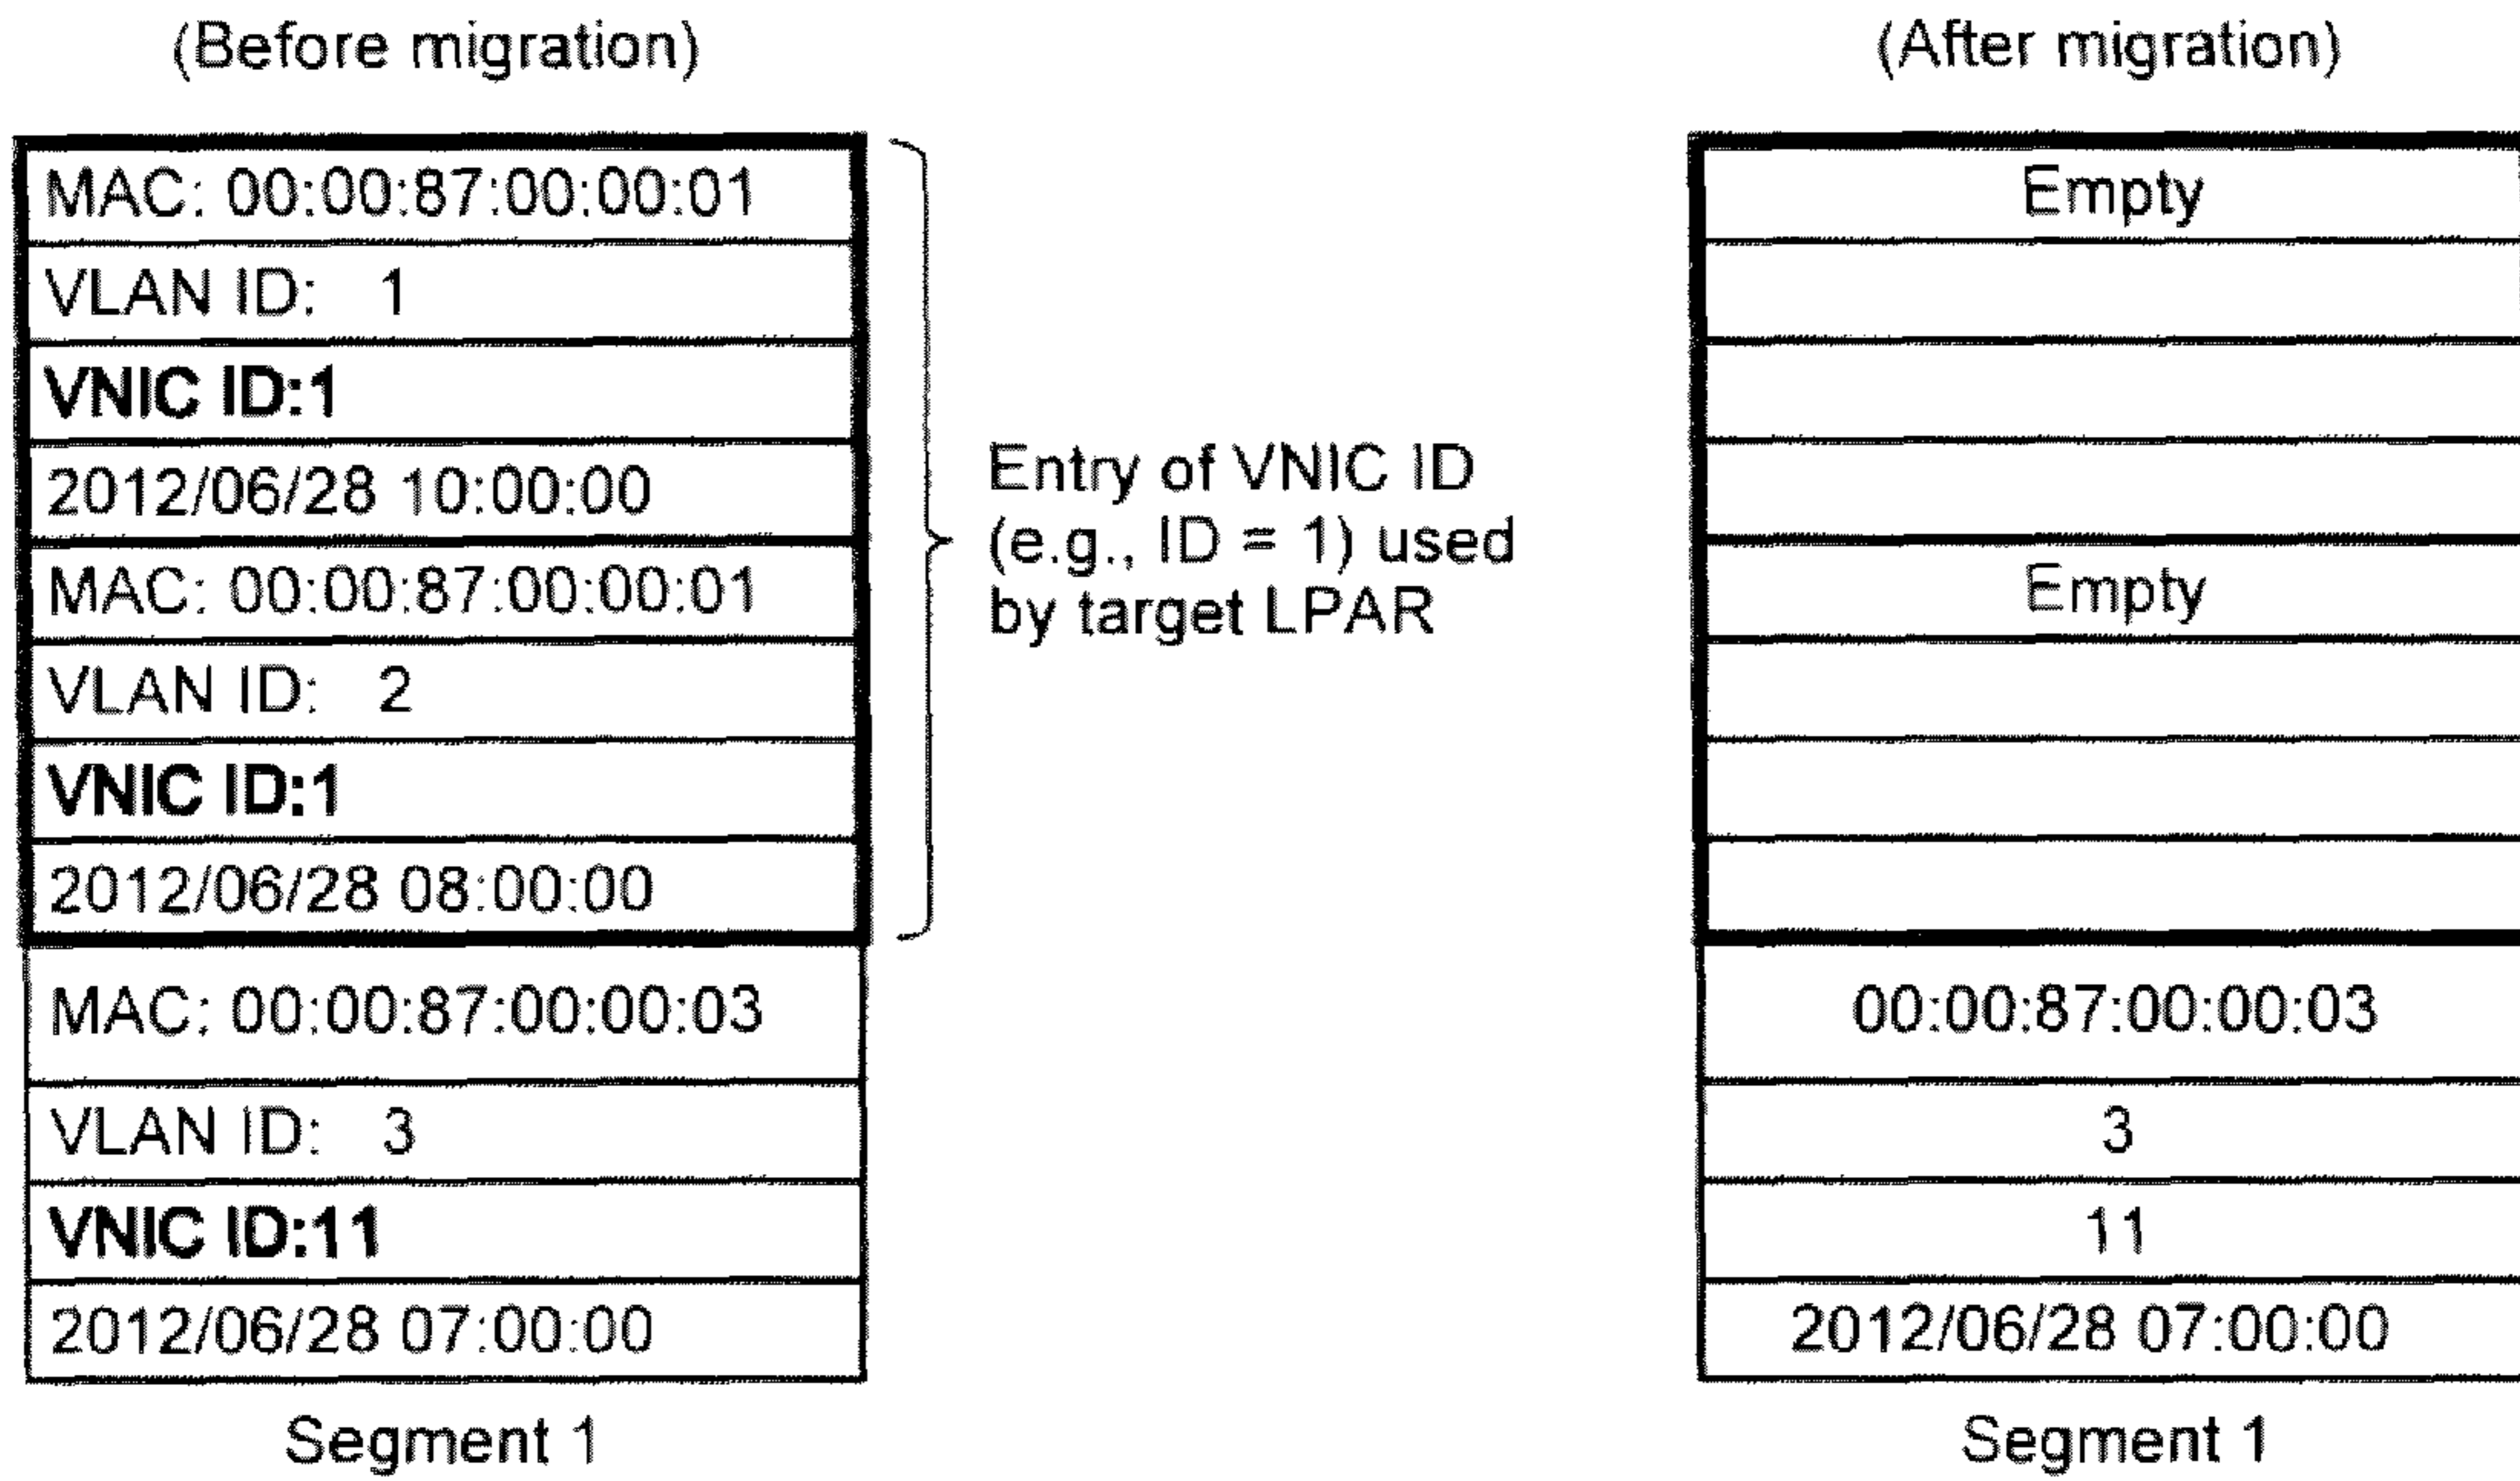 (Before migration)
MAC: 00:00:87:00:00:01
VLAN ID: 1
VNIC ID:1
2012/06/28 10:00:00
MAC: 00:00:87:00:00:01
VLAN ID: 2
VNIC ID:1
2012/06/28 08:00:00
MAC: 00:00:87:00:00:03
VLAN ID: 3
VNIC ID:11
2012/06/28 07:00:00
Segment 1
Entry of VNIC ID
(e.g., ID = 1) used
by target LPAR
(After migration)
Empty
Empty
00:00:87:00:00:03
3
11
2012/06/28 07:00:00
Segment 1